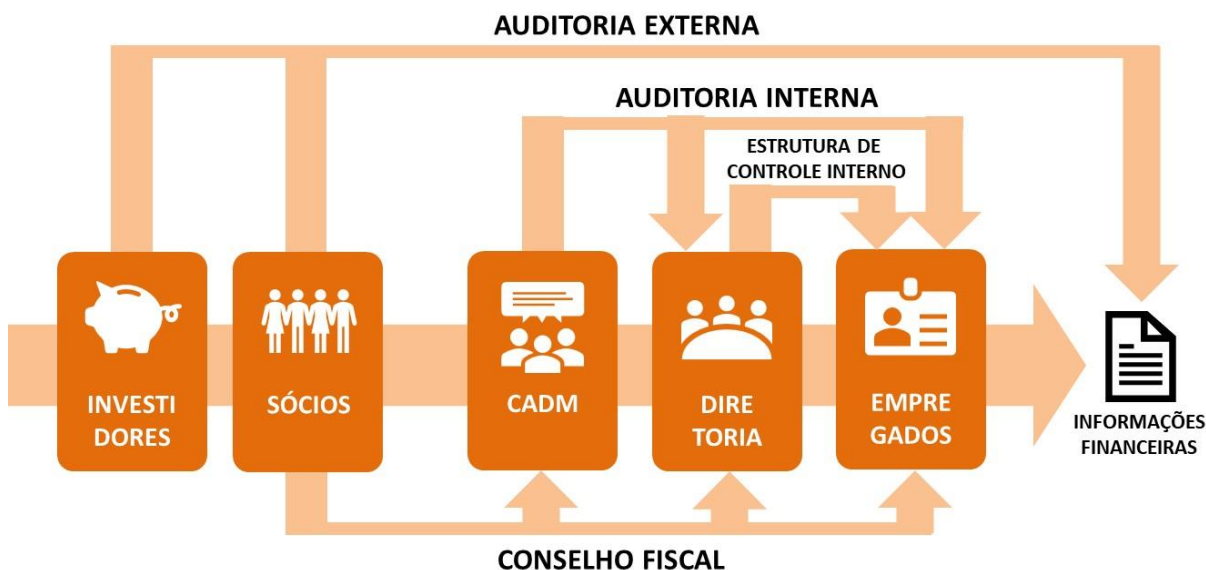 AUDITORIA EXTERNA
AUDITORIA INTERNA
ESTRUTURA DE
CONTROLE INTERNO
INVESTI
DORES
SÓCIOS
CADM
DIRE
TORIA
EMPRE
GADOS
INFORMAÇÕES
FINANCEIRAS
CONSELHO FISCAL